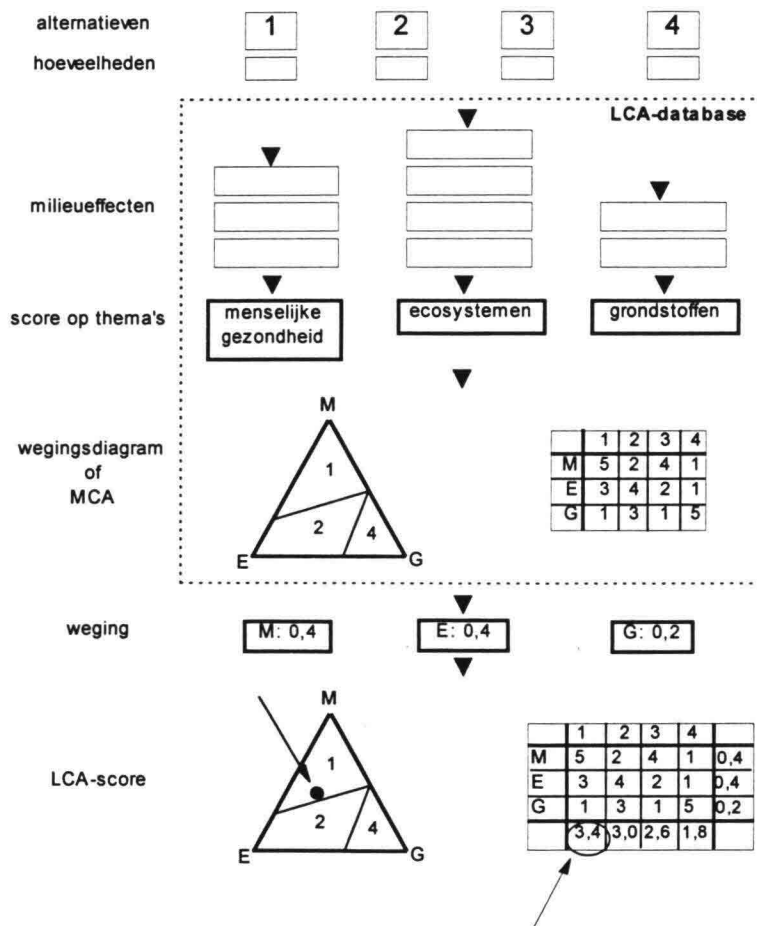 alternatieven 1 2 3 4
hoeveelheden
LCA-database
milieueffecten
score op thema's menselijke gezondheid ecosystemen grondstoffen
M
wegingsdiagram
of
MCA
1
2 4
E G
1 2 3 4
M 5 2 4 1
E 3 4 2 1
G 1 3 1 5
weging M: 0,4 E: 0,4 G: 0,2
M
LCA-score
1
2 4
E G
1 2 3 4
M 5 2 4 1 0,4
E 3 4 2 1 0,4
G 1 3 1 5 0,2
3,4 3,0 2,6 1,8